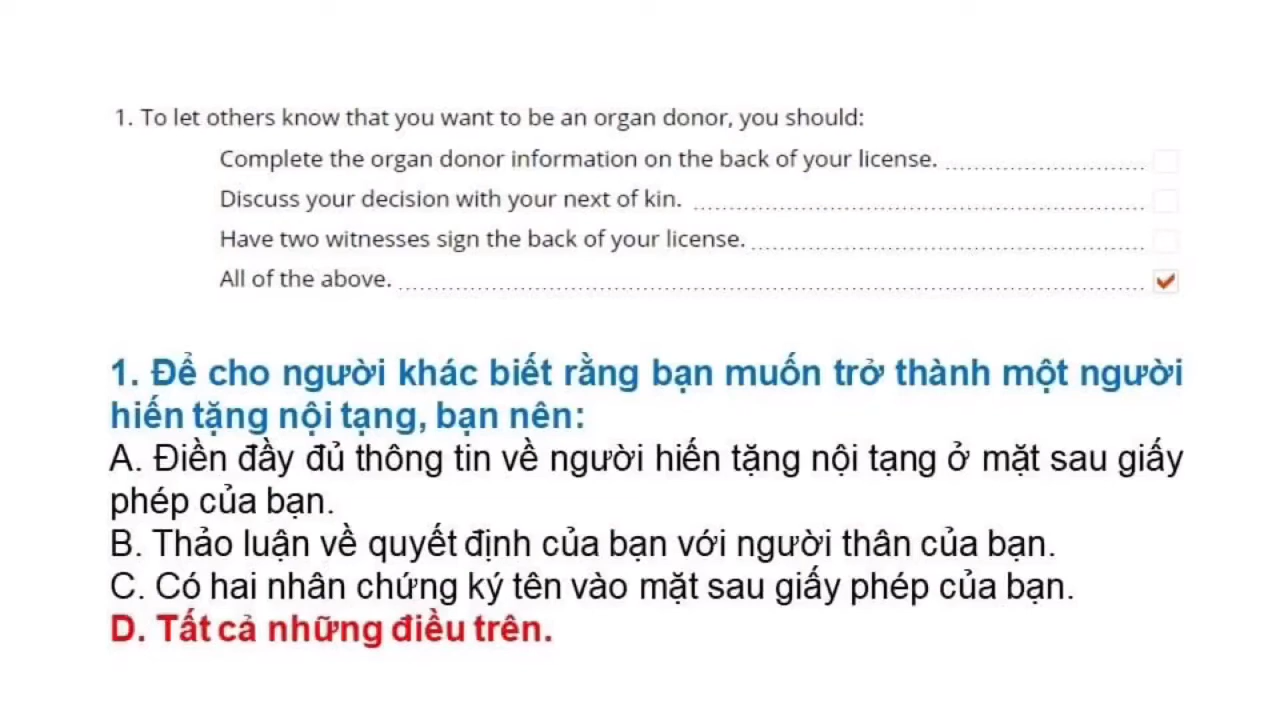 1. To let others know that you want to be an organ donor, you should:
Complete the organ donor information on the back of your license.
Discuss your decision with your next of kin.
Have two witnesses sign the back of your license.
All of the above.
1. Để cho người khác biết rằng bạn muốn trở thành một người
hiến tặng nội tạng, bạn nên:
A. Điền đầy đủ thông tin về người hiến tặng nội tạng ở mặt sau giấy
phép của bạn.
B. Thảo luận về quyết định của bạn với người thân của bạn.
C. Có hai nhân chứng ký tên vào mặt sau giấy phép của bạn.
D. Tất cả những điều trên.